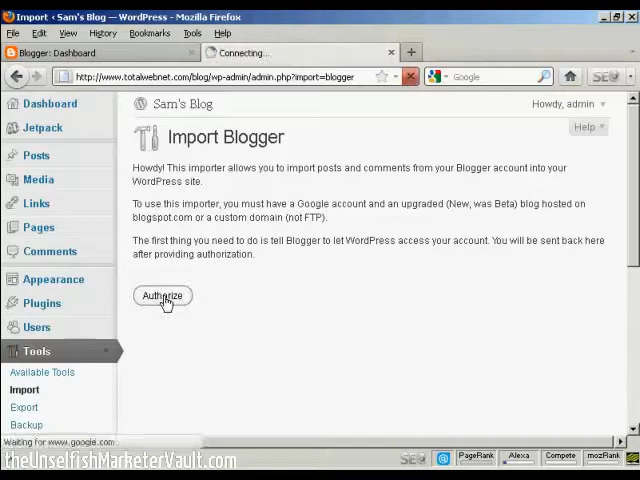 Import ‹ Sam's Blog — WordPress - Mozilla Firefox
File Edit View History Bookmarks Tools Help
Blogger: Dashboard
Connecting...
http://www.totalwebnet.com/blog/wp-admin/admin.php?import=blogger
Google
SE
Dashboard
Jetpack
Posts
Media
Links
Pages
Comments
Appearance
Plugins
Users
Tools
Available Tools
Import
Export
Backup
Sam's Blog
Howdy, admin
Help
Import Blogger
Howdy! This importer allows you to import posts and comments from your Blogger account into your
WordPress site.
To use this importer, you must have a Google account and an upgraded (New, was Beta) blog hosted on
blogspot.com or a custom domain (not FTP).
The first thing you need to do is tell Blogger to let WordPress access your account. You will be sent back here
after providing authorization.
Authorize
Waiting for www.google.com...
theUnselfishMarketerVault.com
SE
PageRank
Alexa
Compete
mozRank